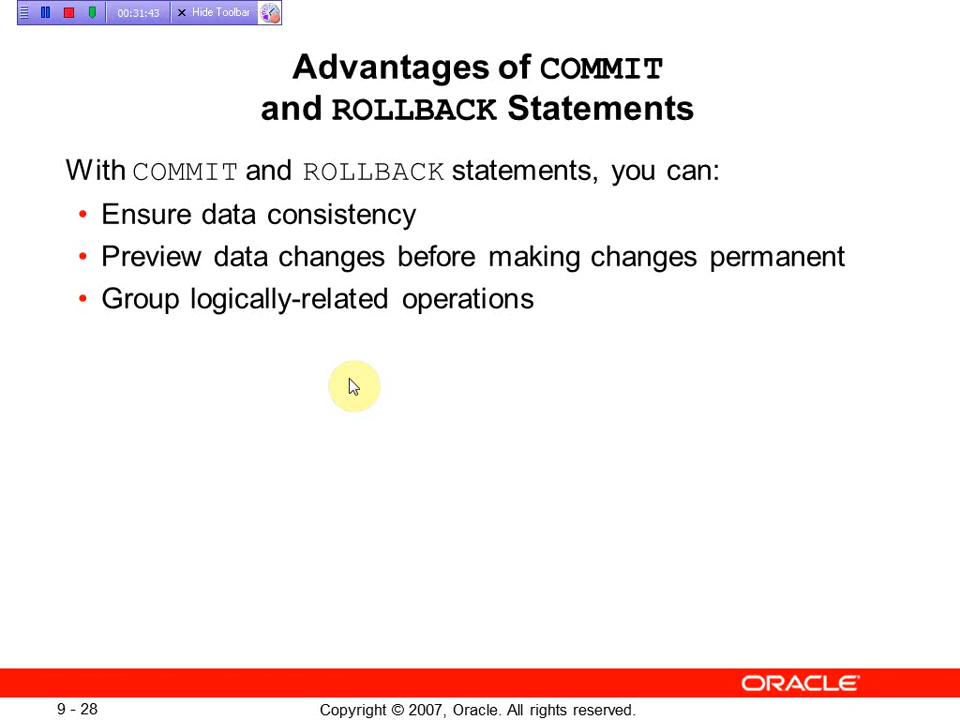 00:31:43 × Hide Toolbar
Advantages of COMMIT
and ROLLBACK Statements
With COMMIT and ROLLBACK statements, you can:
• Ensure data consistency
• Preview data changes before making changes permanent
• Group logically-related operations
ORACLE
9 - 28
Copyright © 2007, Oracle. All rights reserved.